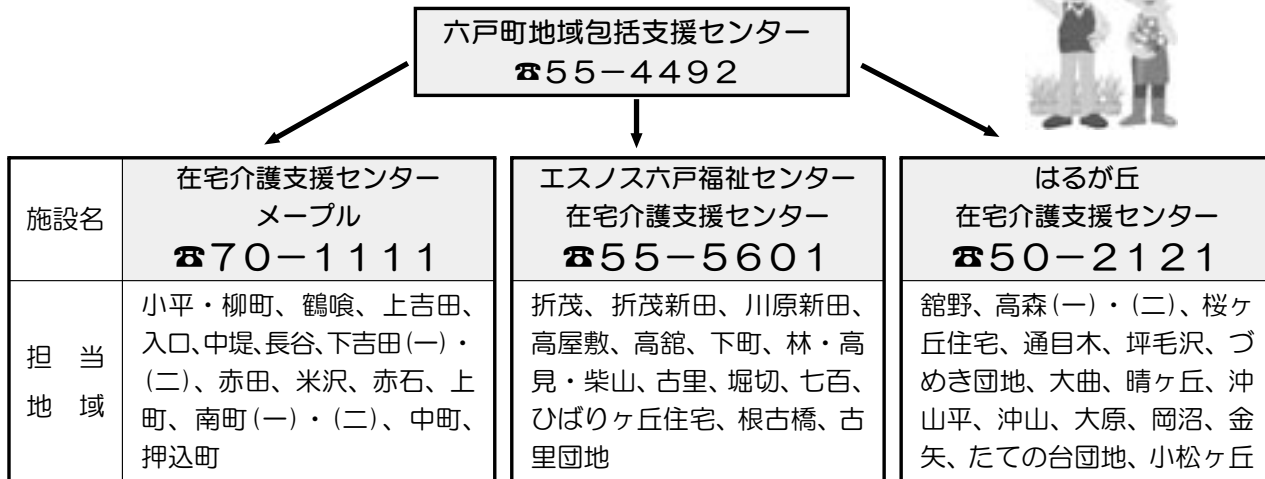 六戸町地域包括支援センター
☎55－4492
施設名
在宅介護支援センター
メープル
☎70－1111
エスノス六戸福祉センター
在宅介護支援センター
☎55－5601
はるが丘
在宅介護支援センター
☎50－2121
担　当
地　域
小平・柳町、鶴喰、上吉田、
入口、中堤、長谷、下吉田(一)・
(二)、赤田、米沢、赤石、上
町、南町(一)・(二)、中町、
押込町
折茂、折茂新田、川原新田、
高屋敷、高舘、下町、林・高
見・柴山、古里、堀切、七百、
ひばりヶ丘住宅、根古橋、古
里団地
舘野、高森(一)・(二)、桜ヶ
丘住宅、通目木、坪毛沢、づ
めき団地、大曲、晴ヶ丘、沖
山平、沖山、大原、岡沼、金
矢、たての台団地、小松ヶ丘